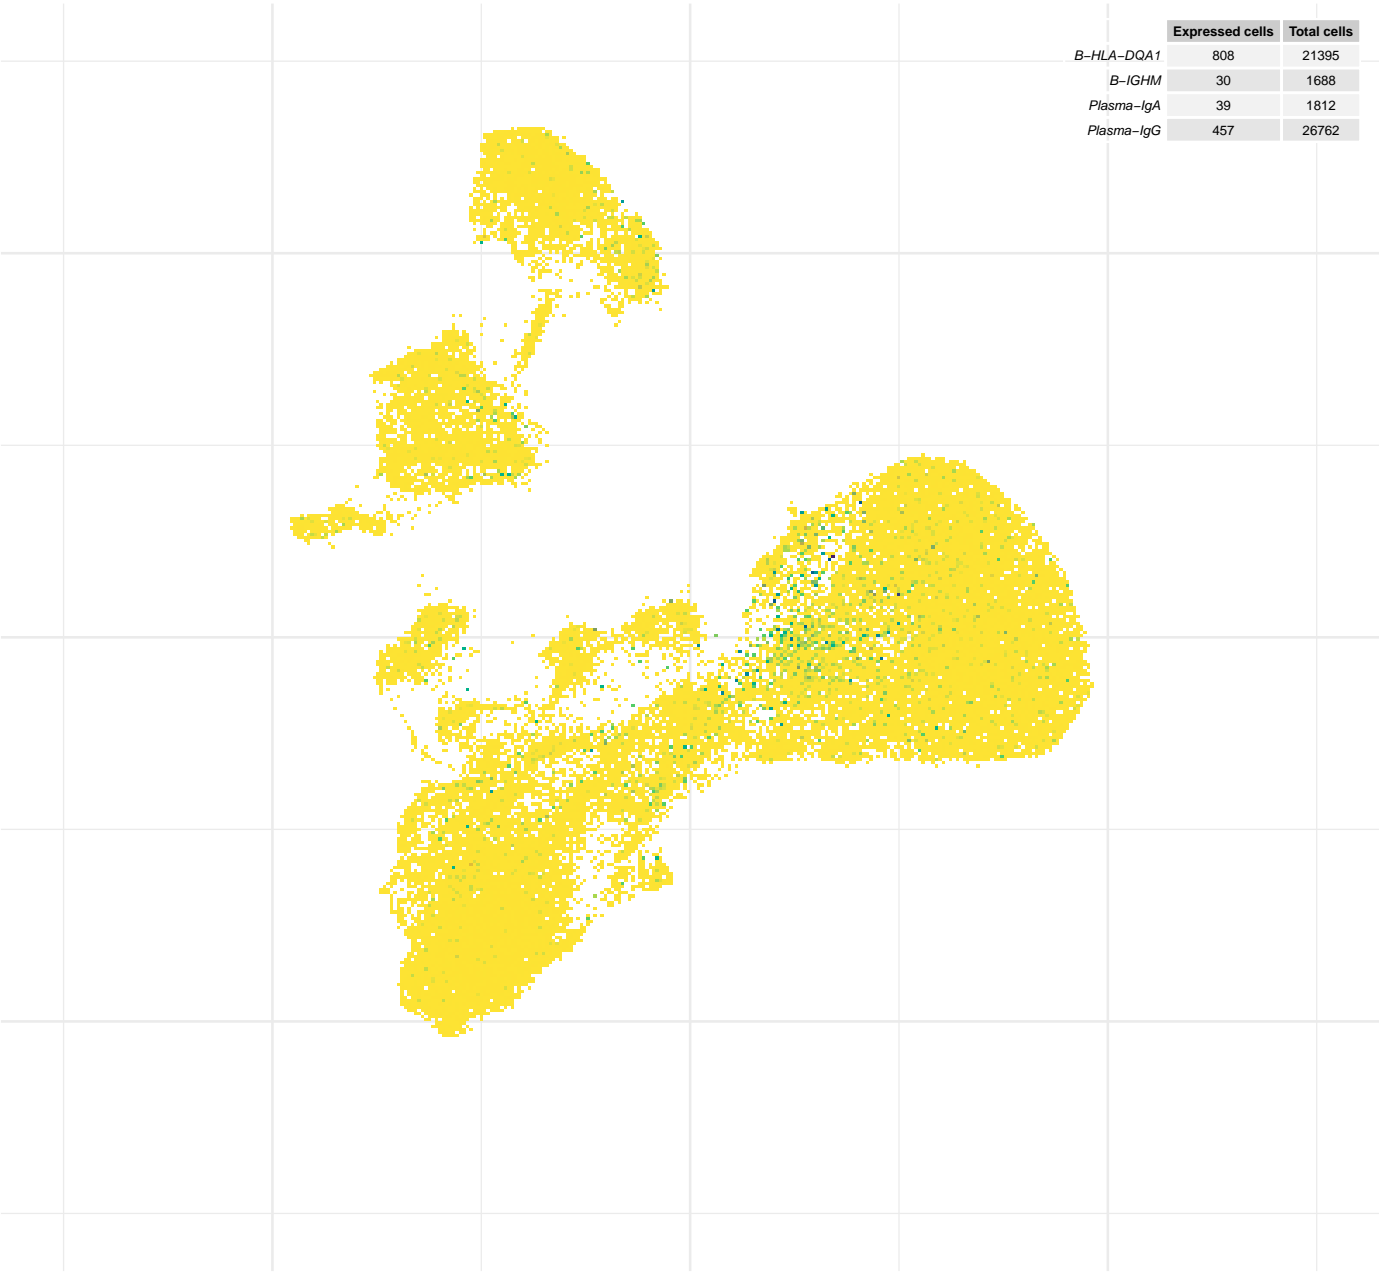 Expressed cells Total cells
B−HLA−DQA1 808 21395
B−IGHM 30 1688
Plasma−IgA 39 1812
Plasma−IgG 457 26762